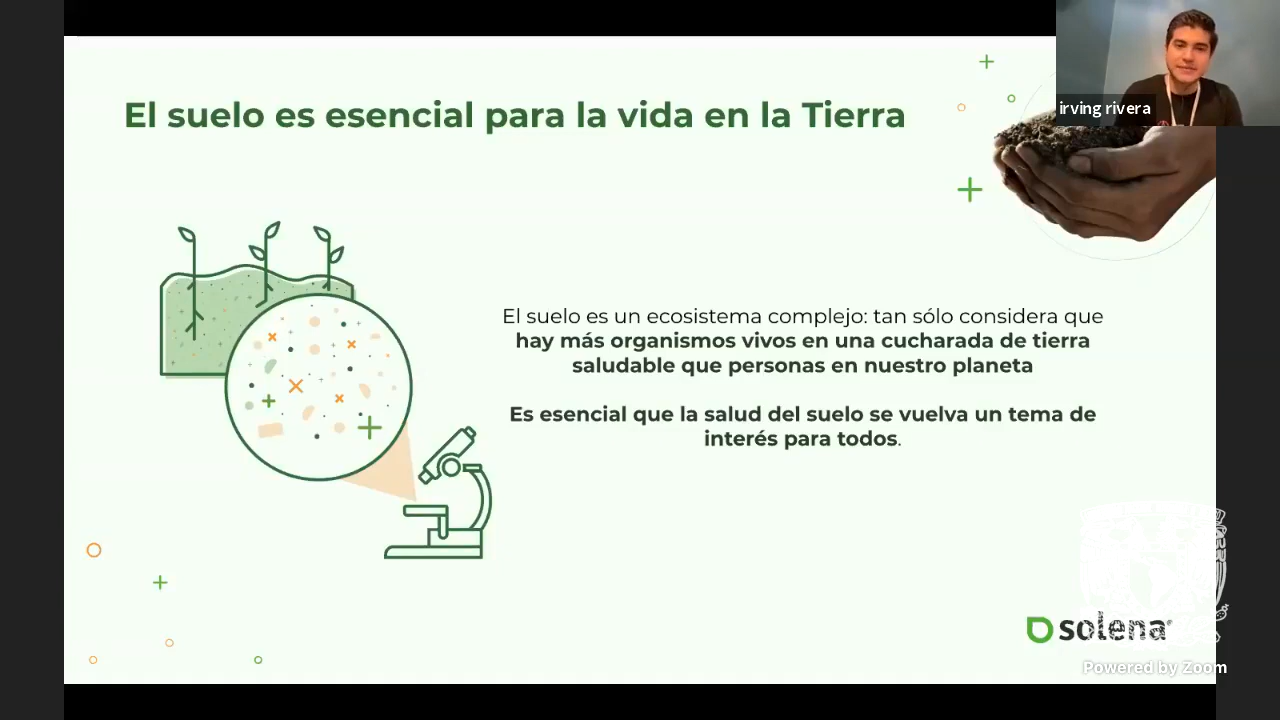 irving rivera
El suelo es esencial para la vida en la Tierra
El suelo es un ecosistema complejo: tan sólo considera que
hay más organismos vivos en una cucharada de tierra
saludable que personas en nuestro planeta
Es esencial que la salud del suelo se vuelva un tema de
interés para todos.
solena
Powered by Zoom